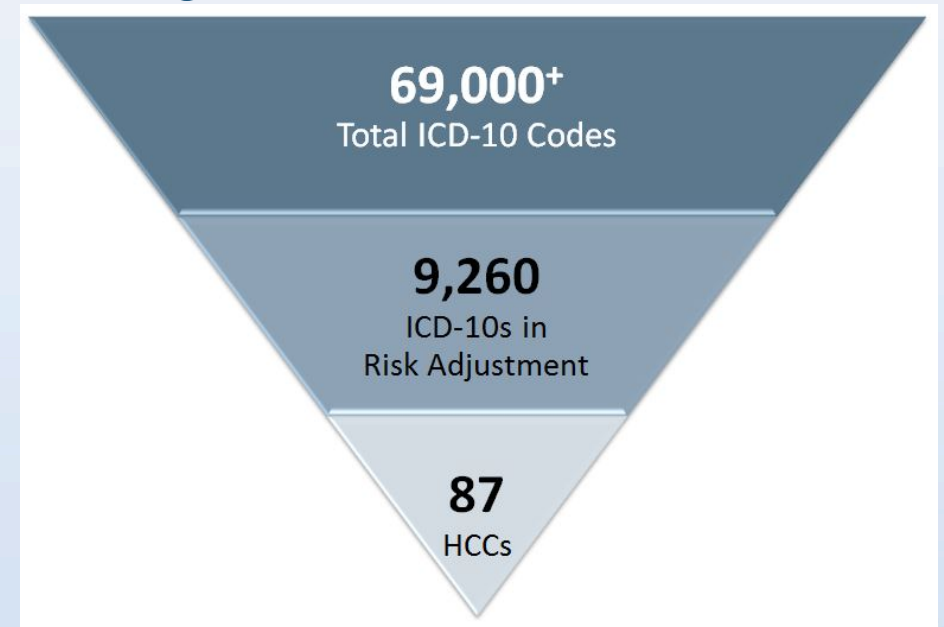 69,000+
Total ICD-10 Codes
9,260
ICD-10s in
Risk Adjustment
87
HCCs